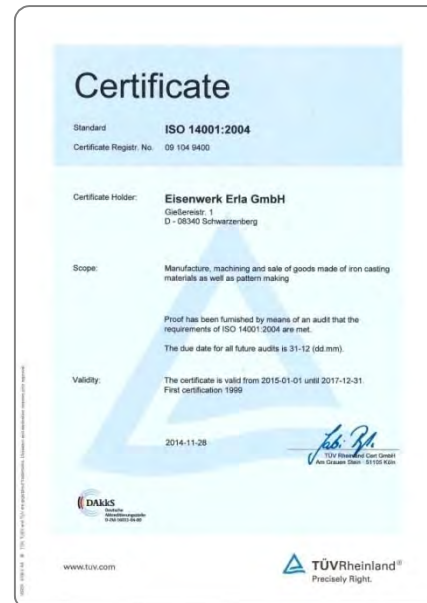 Certificate
Standard ISO 14001:2004
Certificate Registr. No. 09 104 9400
Certificate Holder: Eisenwerk Erla GmbH
Gießereistr. 1
D - 08340 Schwarzenberg
Scope: Manufacture, machining and sale of goods made of iron casting
materials as well as pattern making
Proof has been furnished by means of an audit that the
requirements of ISO 14001:2004 are met.
The due date for all future audits is 31-12 (dd.mm).
Validity: The certificate is valid from 2015-01-01 until 2017-12-31.
First certification 1999
2014-11-28
TÜV Rheinland Cert GmbH
Am Grauen Stein · 51105 Köln
DAkkS
Deutsche
Akkreditierungsstelle
www.tuv.com
TÜVRheinland®
Precisely Right.